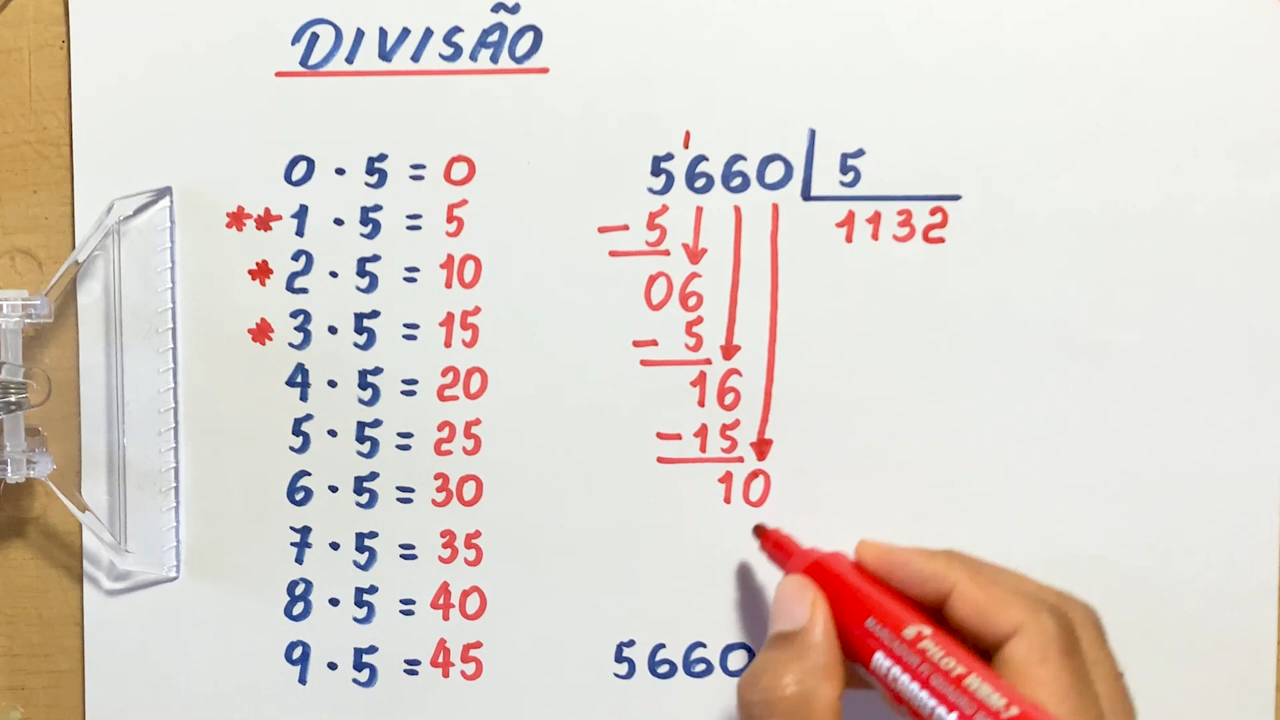 DIVISÃO
0 · 5 = 0
**1 · 5 = 5
*2 · 5 = 10
*3 · 5 = 15
4 · 5 = 20
5 · 5 = 25
6 · 5 = 30
7 · 5 = 35
8 · 5 = 40
9 · 5 = 45
5660 5
1132
- 5
06
- 5
16
-15
10
5660
PILOT